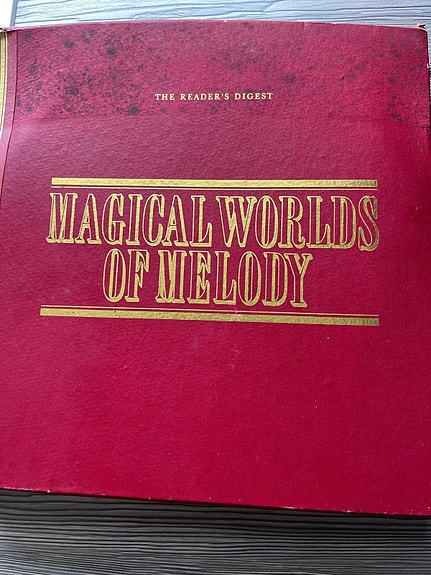 THE READER'S DIGEST
MAGICAL WORLDS
OF MELODY